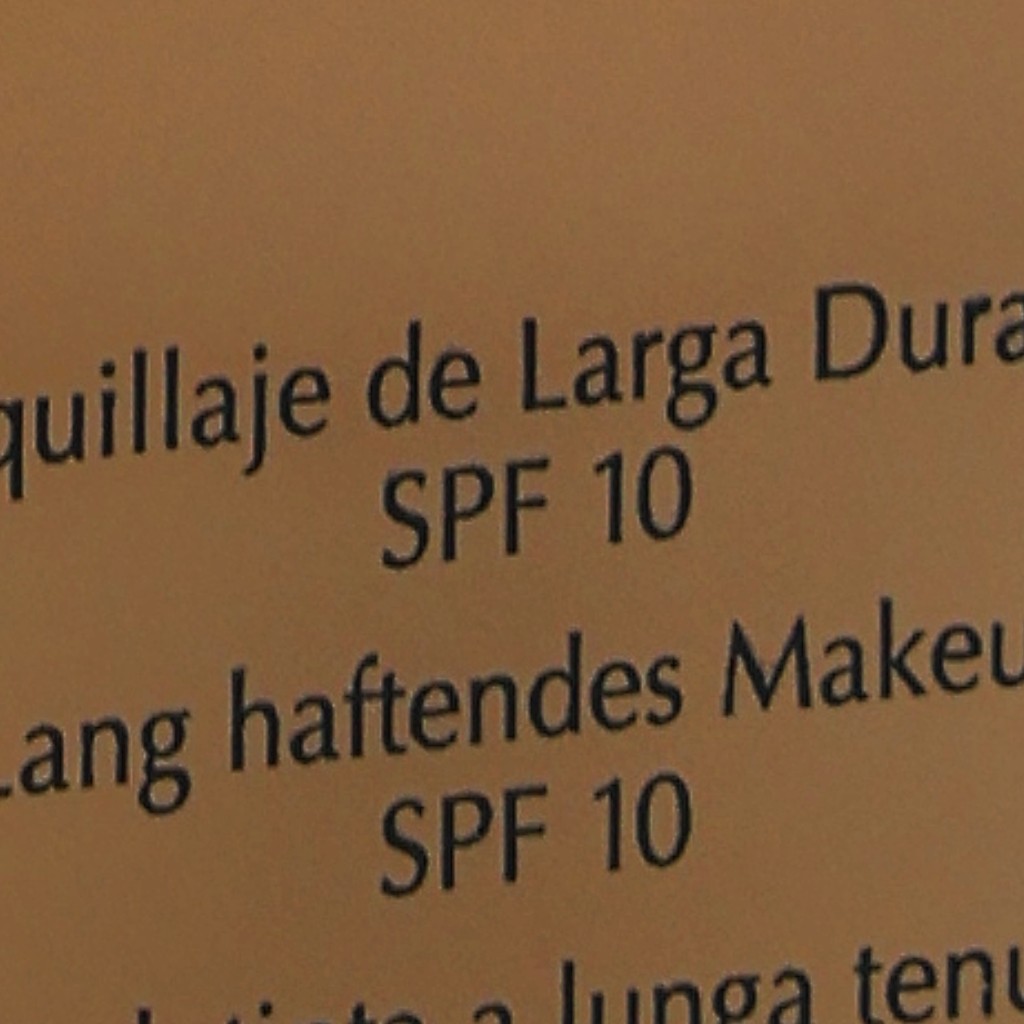 quillaje de Larga Dura
SPF 10
Lang haftendes Makeu
SPF 10
a lunga tenu